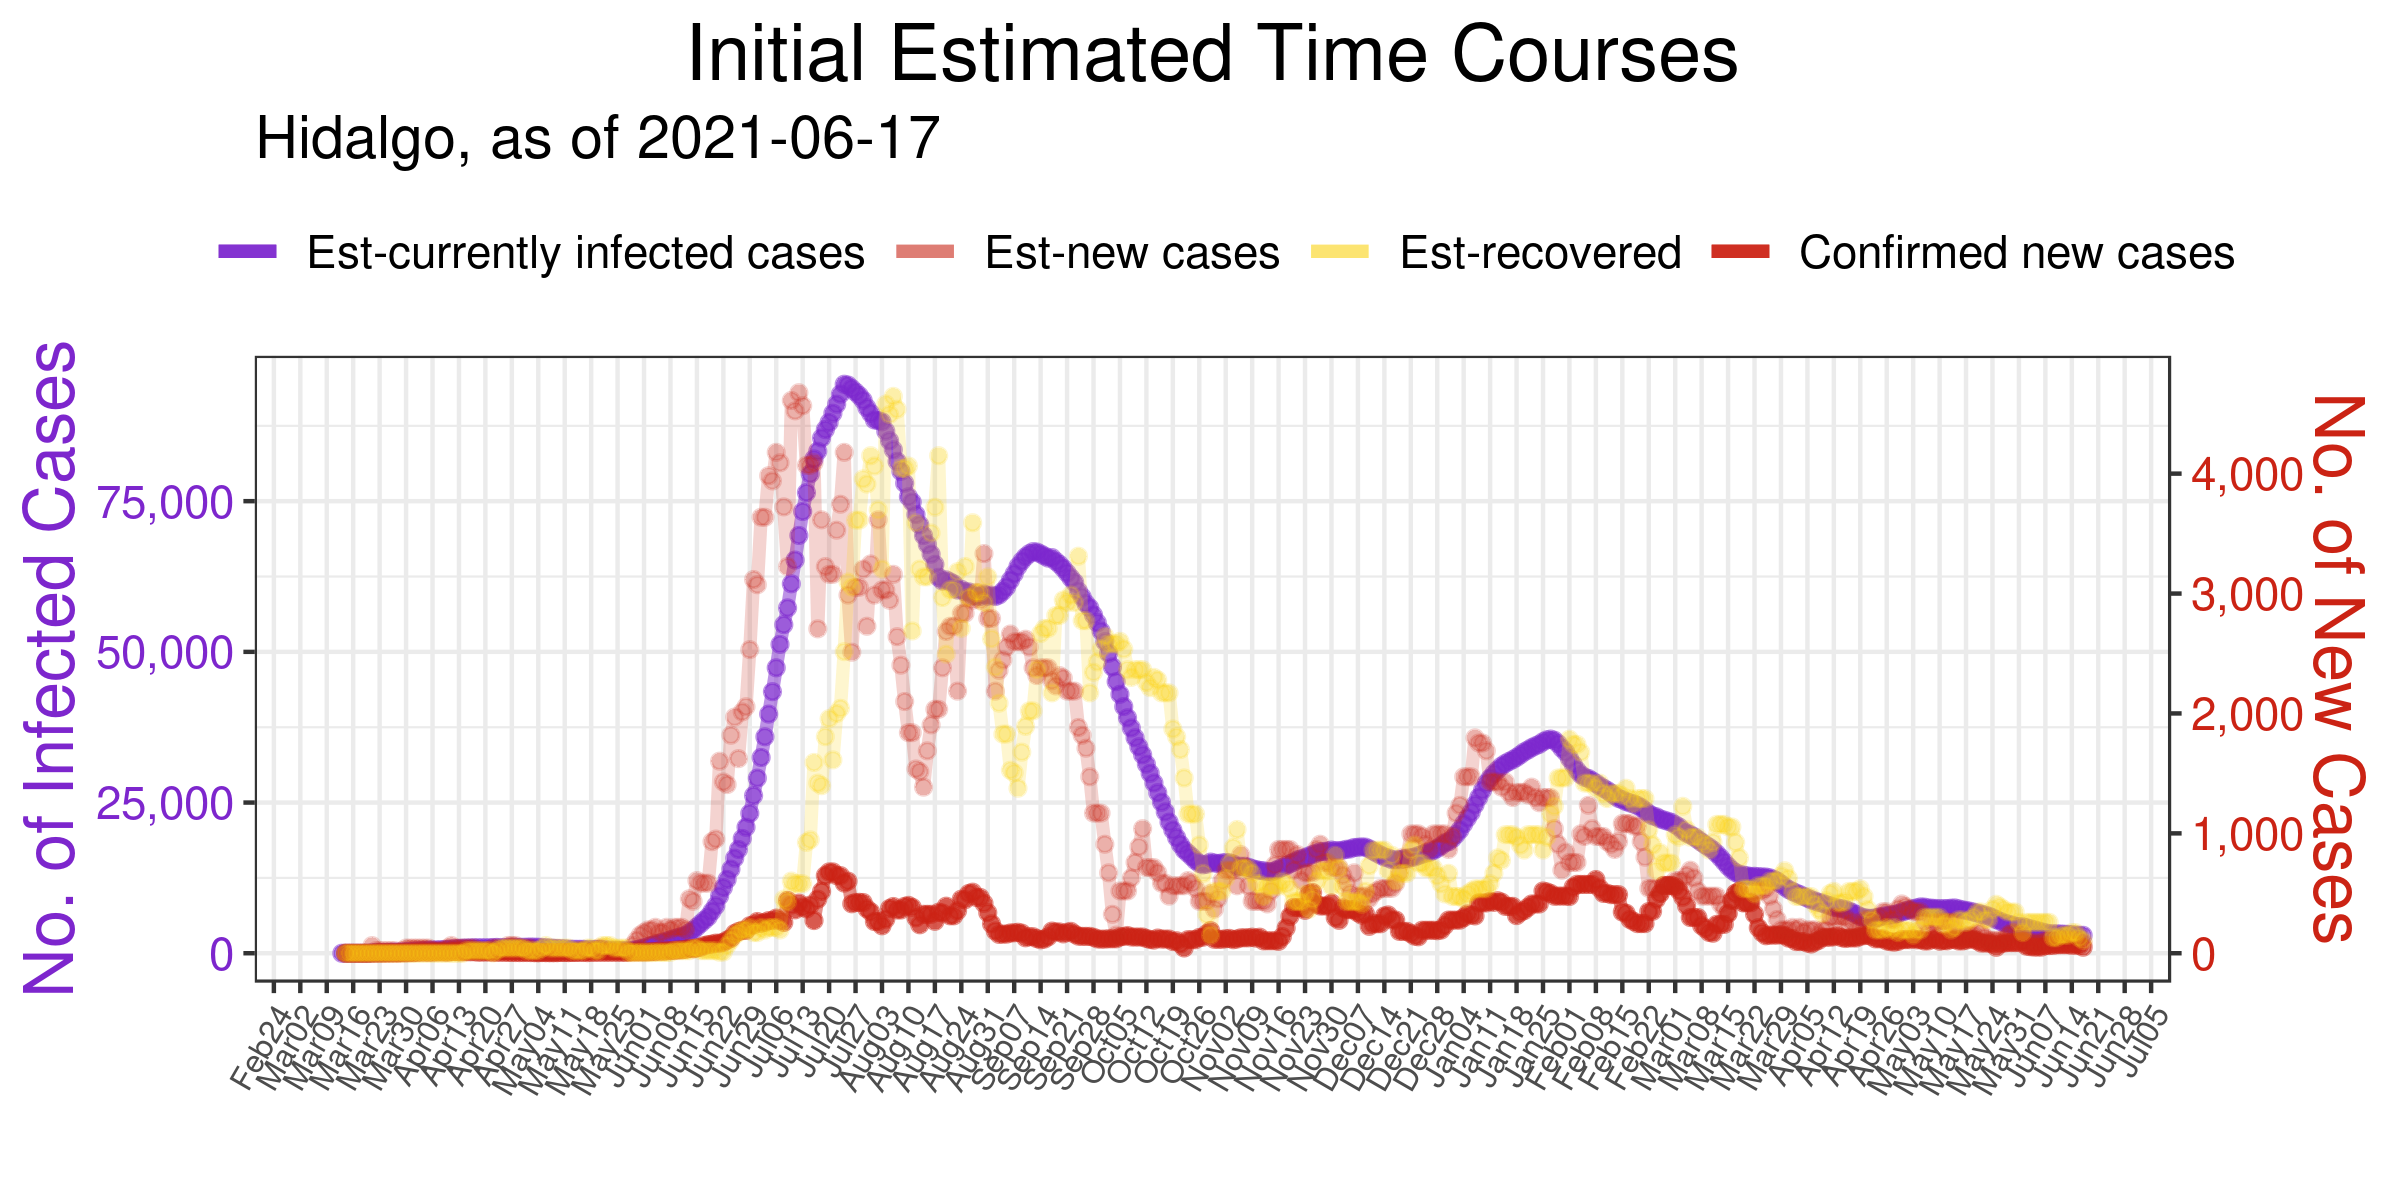 Initial Estimated Time Courses
Hidalgo, as of 2021-06-17
Est-currently infected cases Est-new cases Est-recovered Confirmed new cases
No. of Infected Cases
75,000
50,000
25,000
0
4,000
3,000
2,000
1,000
0
No. of New Cases
Feb24 Mar02 Mar09 Mar16 Mar23 Mar30 Apr06 Apr13 Apr20 Apr27 May04 May11 May18 May25 Jun01 Jun08 Jun15 Jun22 Jun29 Jul06 Jul13 Jul20 Jul27 Aug03 Aug10 Aug17 Aug24 Aug31 Sep07 Sep14 Sep21 Sep28 Oct05 Oct12 Oct19 Oct26 Nov02 Nov09 Nov16 Nov23 Nov30 Dec07 Dec14 Dec21 Dec28 Jan04 Jan11 Jan18 Jan25 Feb01 Feb08 Feb15 Feb22 Mar01 Mar08 Mar15 Mar22 Mar29 Apr05 Apr12 Apr19 Apr26 May03 May10 May17 May24 May31 Jun07 Jun14 Jun21 Jun28 Jul05